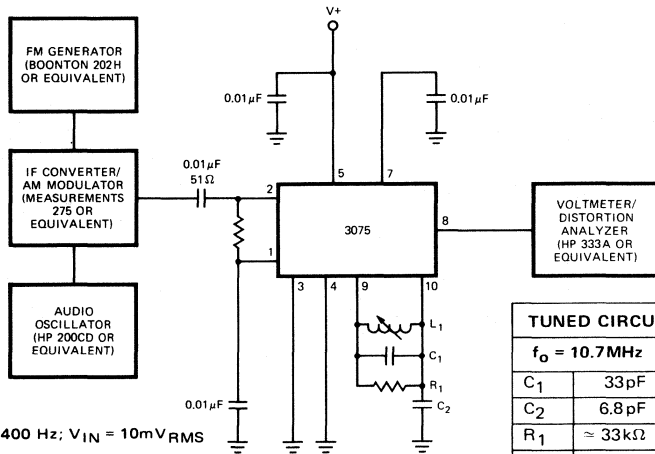 V+
FM GENERATOR
(BOONTON 202H
OR EQUIVALENT)
0.01μF
0.01μF
IF CONVERTER/
AM MODULATOR
(MEASUREMENTS
275 OR
EQUIVALENT)
0.01μF
51Ω
5
7
2
1
3075
8
VOLTMETER/
DISTORTION
ANALYZER
(HP 333A OR
EQUIVALENT)
3
4
9
10
AUDIO
OSCILLATOR
(HP 200CD OR
EQUIVALENT)
L1
C1
R1
C2
0.01μF
400 Hz; VIN = 10mVRMS
TUNED CIRCU
fo = 10.7MHz
C1 33pF
C2 6.8pF
R1 ≃ 33kΩ